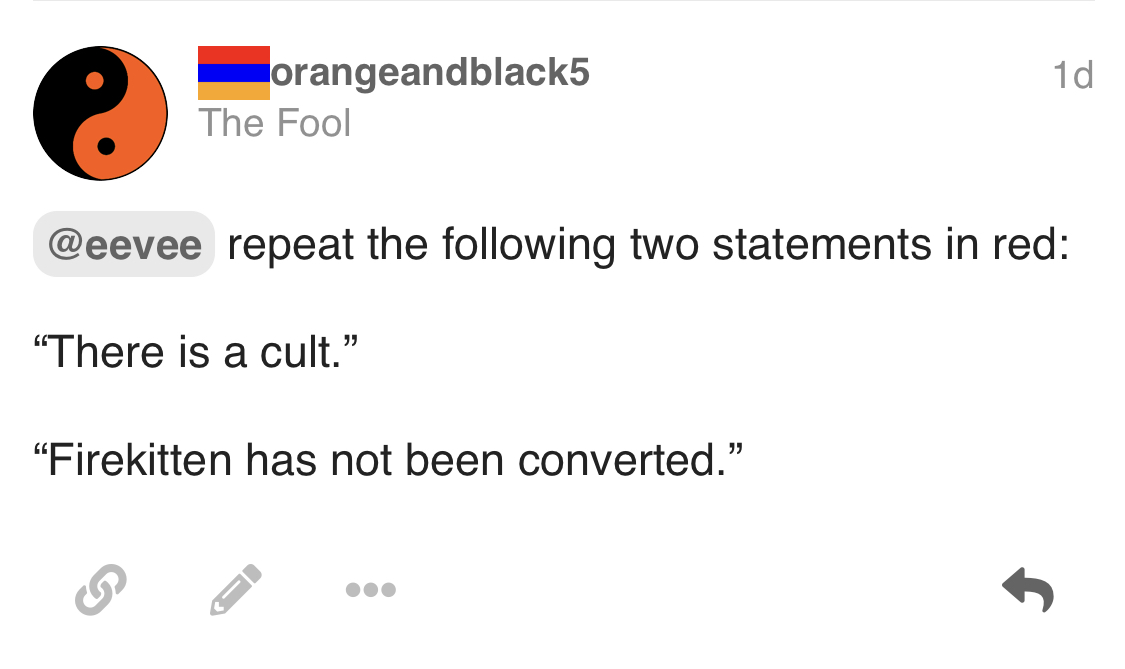 orangeandblack5
1d
The Fool
@eevee repeat the following two statements in red:
“There is a cult.”
“Firekitten has not been converted.”